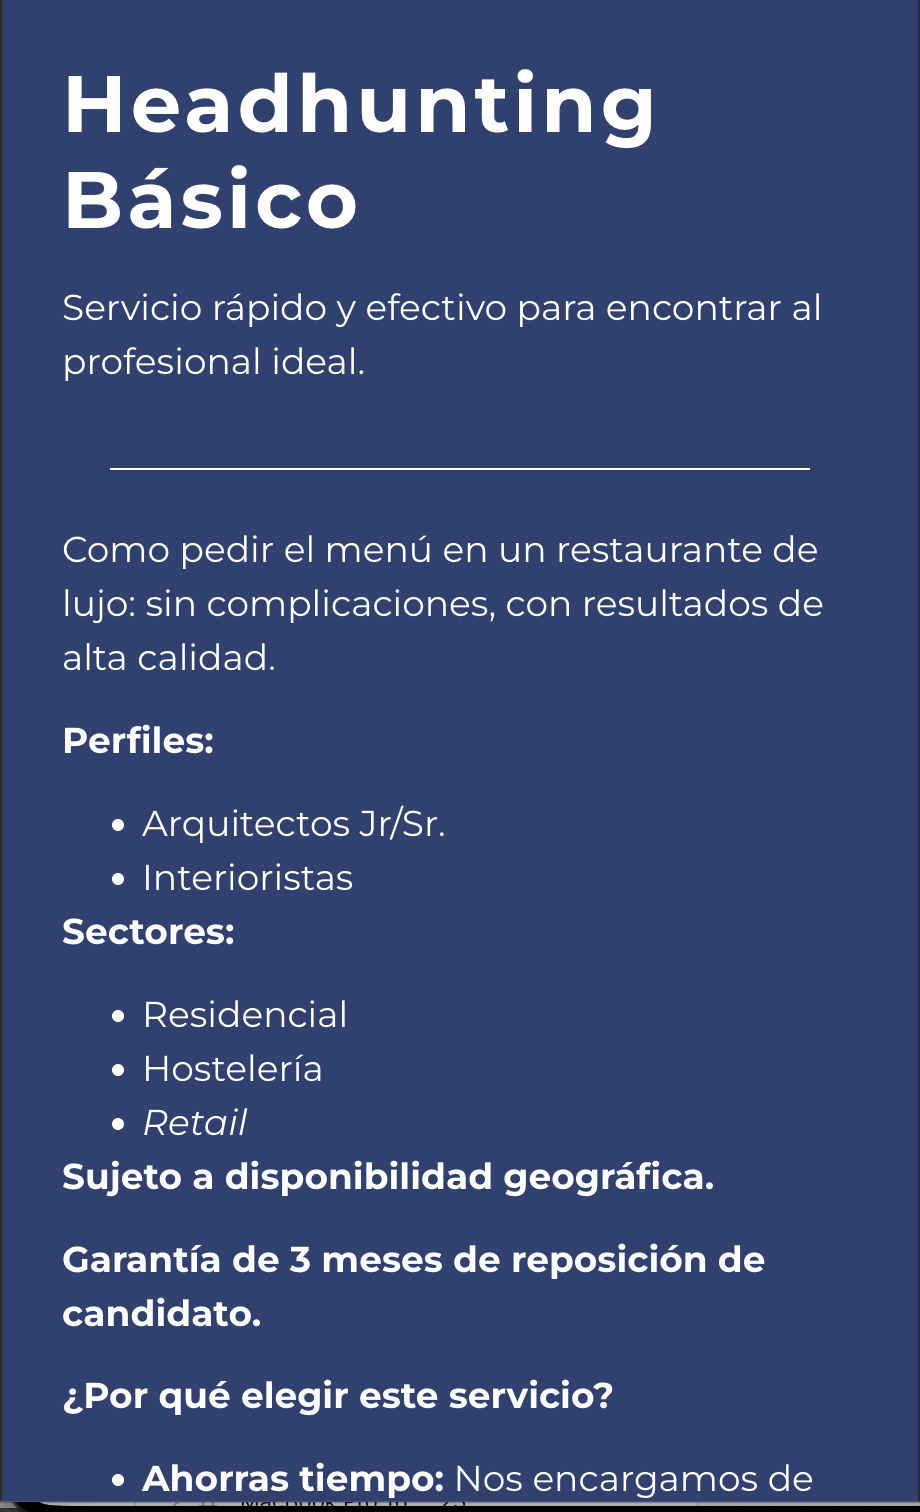 Headhunting
Básico
Servicio rápido y efectivo para encontrar al
profesional ideal.
Como pedir el menú en un restaurante de
lujo: sin complicaciones, con resultados de
alta calidad.
Perfiles:
• Arquitectos Jr/Sr.
• Interioristas
Sectores:
• Residencial
• Hostelería
• Retail
Sujeto a disponibilidad geográfica.
Garantía de 3 meses de reposición de
candidato.
¿Por qué elegir este servicio?
• Ahorras tiempo: Nos encargamos de